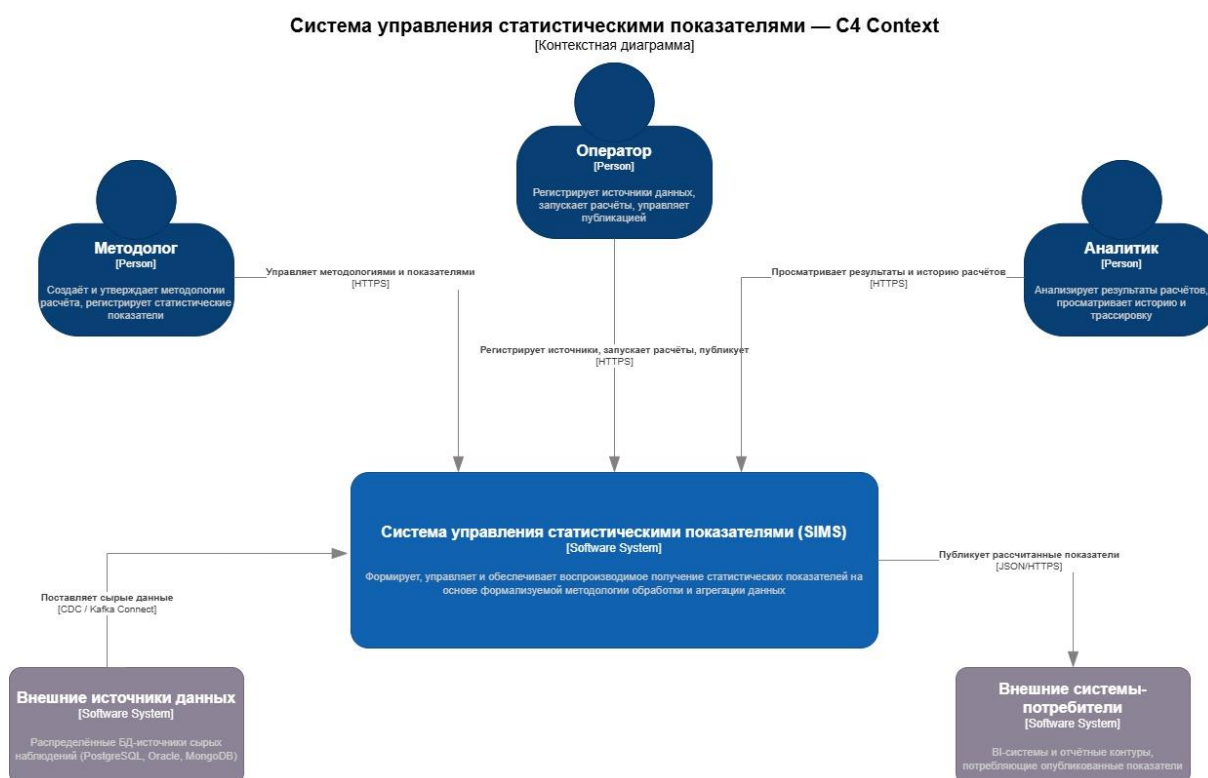 Система управления статистическими показателями — C4 Context
[Контекстная диаграмма]
Оператор
[Person]
Регистрирует источники данных,
запускает расчёты, управляет
публикацией
Методолог
[Person]
Создаёт и утверждает методологии
расчёта, регистрирует статистические
показатели
Аналитик
[Person]
Анализирует результаты расчётов,
просматривает историю и
трассировку
Управляет методологиями и показателями
[HTTPS]
Просматривает результаты и историю расчётов
[HTTPS]
Регистрирует источники, запускает расчёты, публикует
[HTTPS]
Система управления статистическими показателями (SIMS)
[Software System]
Формирует, управляет и обеспечивает воспроизводимое получение статистических показателей на
основе формализуемой методологии обработки и агрегации данных
Поставляет сырые данные
[CDC / Kafka Connect]
Публикует рассчитанные показатели
[JSON/HTTPS]
Внешние источники данных
[Software System]
Распределённые БД-источники сырых
наблюдений (PostgreSQL, Oracle, MongoDB)
Внешние системы-
потребители
[Software System]
BI-системы и отчётные контуры,
потребляющие опубликованные показатели